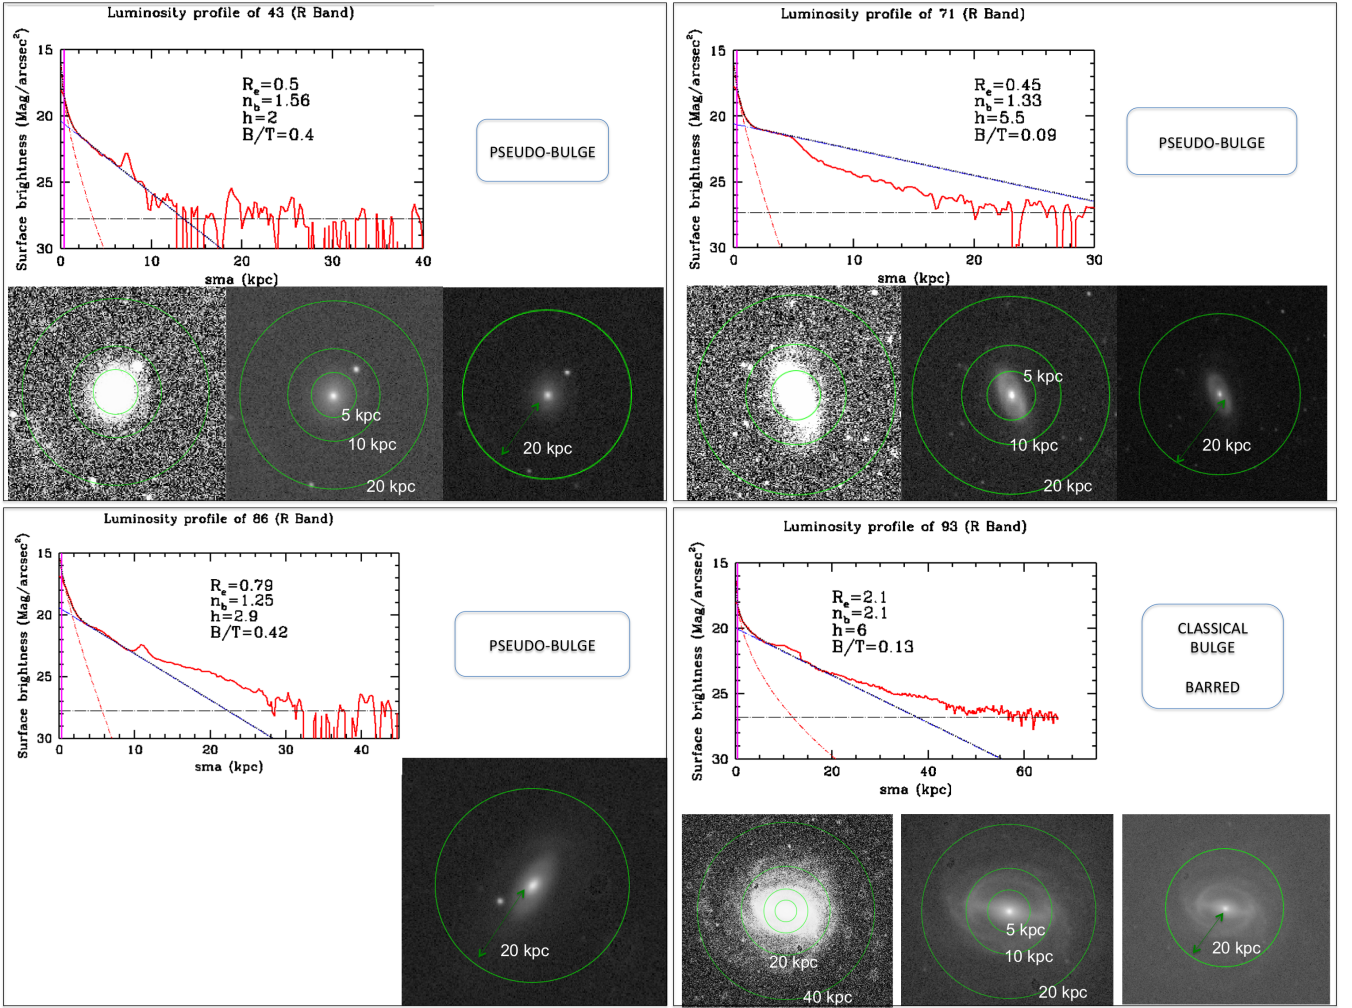 Luminosity profile of 43 (R Band)
Surface brightness (Mag/arcsec²)
15
20
25
30
Rₑ=0.5
n_b=1.56
h=2
B/T=0.4
0 10 20 30 40
sma (kpc)
PSEUDO-BULGE
5 kpc
10 kpc
20 kpc
20 kpc
Luminosity profile of 71 (R Band)
Surface brightness (Mag/arcsec²)
15
20
25
30
Rₑ=0.45
n_b=1.33
h=5.5
B/T=0.09
0 10 20 30
sma (kpc)
PSEUDO-BULGE
5 kpc
10 kpc
20 kpc
20 kpc
Luminosity profile of 86 (R Band)
Surface brightness (Mag/arcsec²)
15
20
25
30
Rₑ=0.79
n_b=1.25
h=2.9
B/T=0.42
0 10 20 30 40
sma (kpc)
PSEUDO-BULGE
20 kpc
Luminosity profile of 93 (R Band)
Surface brightness (Mag/arcsec²)
15
20
25
30
Rₑ=2.1
n_b=2.1
h=6
B/T=0.13
0 20 40 60
sma (kpc)
CLASSICAL
BULGE
BARRED
20 kpc
40 kpc
5 kpc
10 kpc
20 kpc
20 kpc